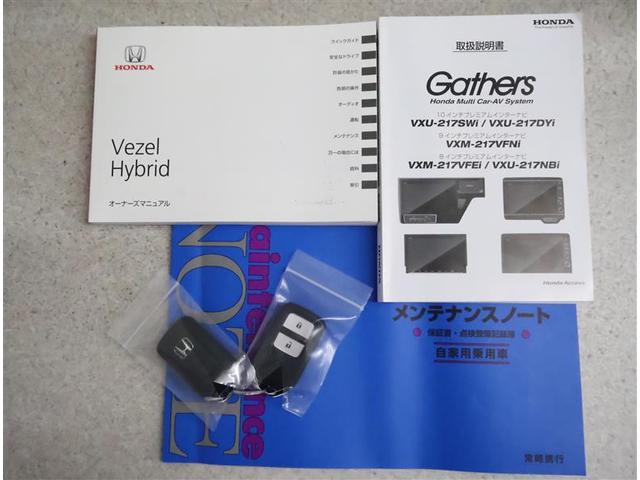 HONDA
Vezel
Hybrid
オーナーズマニュアル
クイックガイド
安全なドライブ
計器の見かた
各部の操作
オーディオ
運転
メンテナンス
万一の場合には
資料
索引
HONDA
取扱説明書
Gathers
Honda Multi Car-AV System
10インチプレミアムインターナビ
VXU-217SWi / VXU-217DYi
9インチプレミアムインターナビ
VXM-217VFNi
8インチプレミアムインターナビ
VXM-217VFEi / VXU-217NBi
HONDA
Honda Access
aintenance
NOTE
メンテナンスノート
保証書・点検整備記録簿
自家用乗用車
常時携行